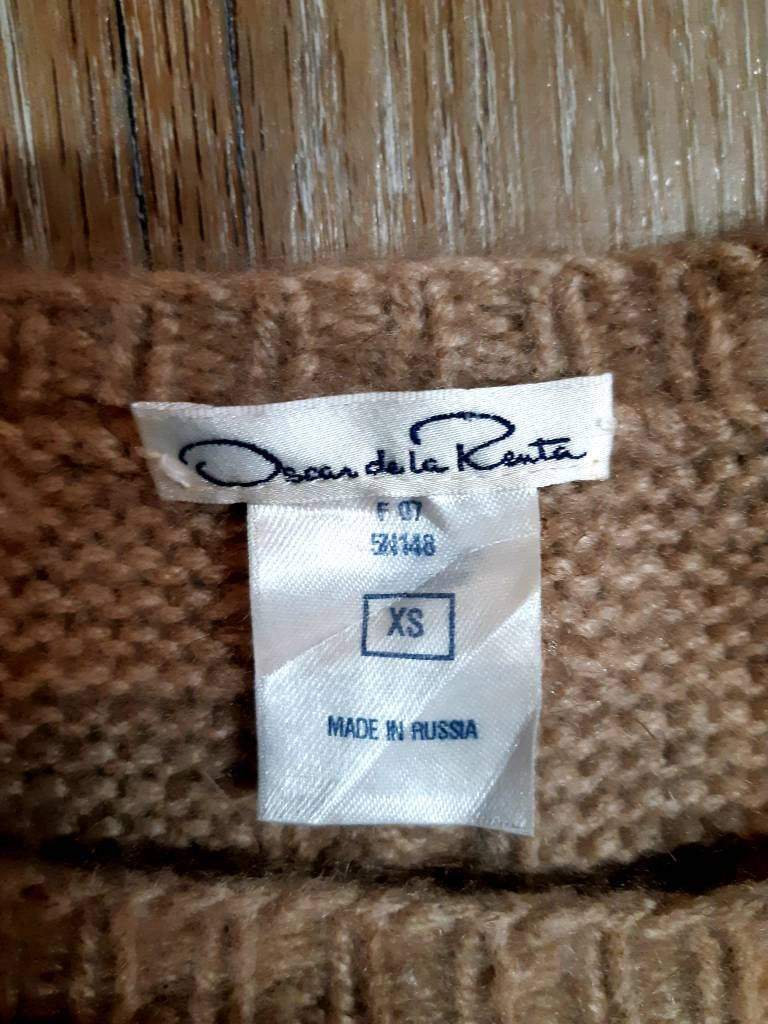 Oscar de la Renta
F 07
5N148
XS
MADE IN RUSSIA